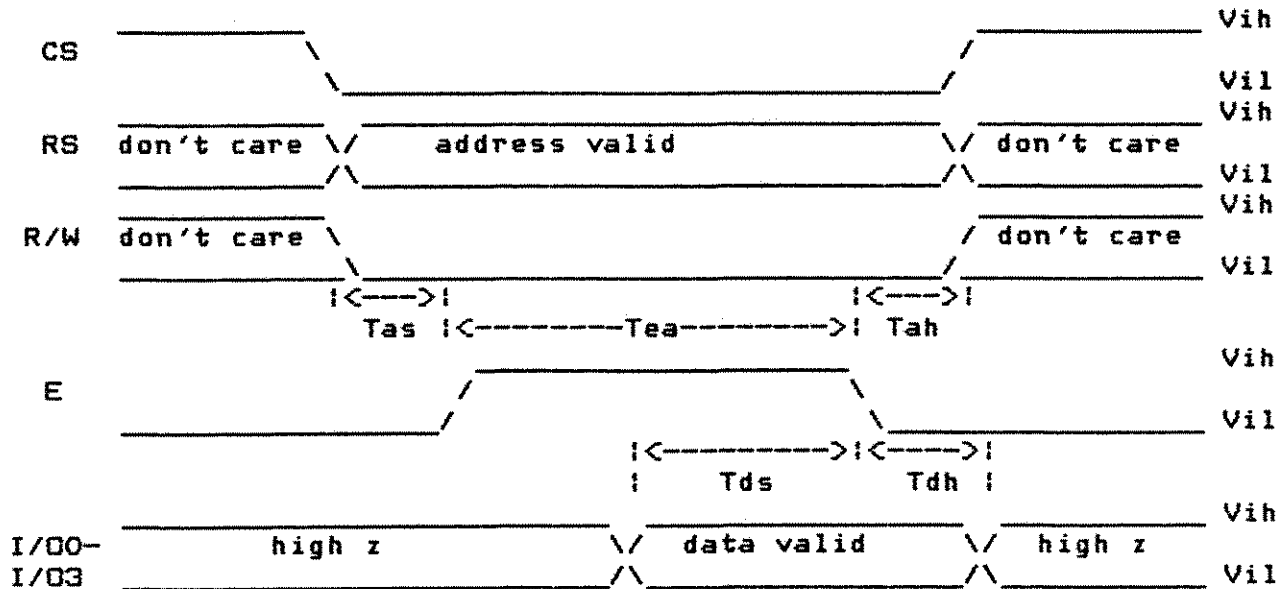 Vih
CS
Vil
Vih
RS don't care address valid don't care
Vil
Vih
R/W don't care don't care
Vil
Tas Tea Tah
Vih
E
Vil
Tds Tdh
Vih
I/O0- high z data valid high z
I/O3 Vil